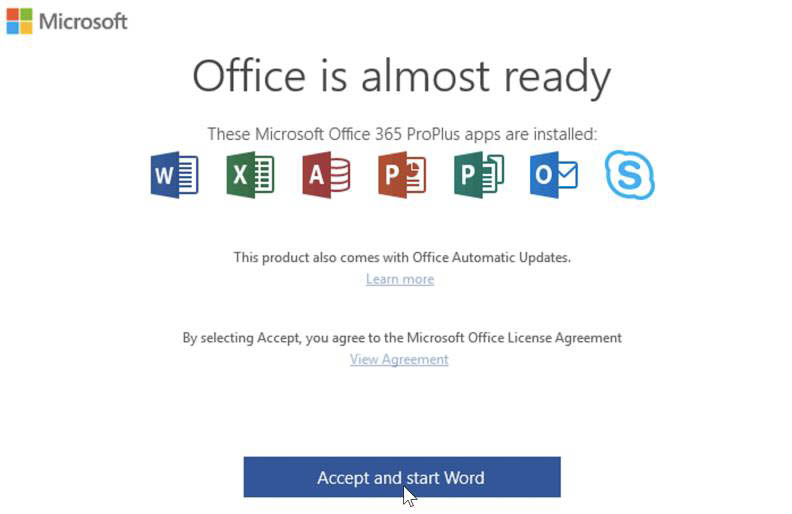 Microsoft
Office is almost ready
These Microsoft Office 365 ProPlus apps are installed:
W X A P P O S
This product also comes with Office Automatic Updates.
Learn more
By selecting Accept, you agree to the Microsoft Office License Agreement
View Agreement
Accept and start Word